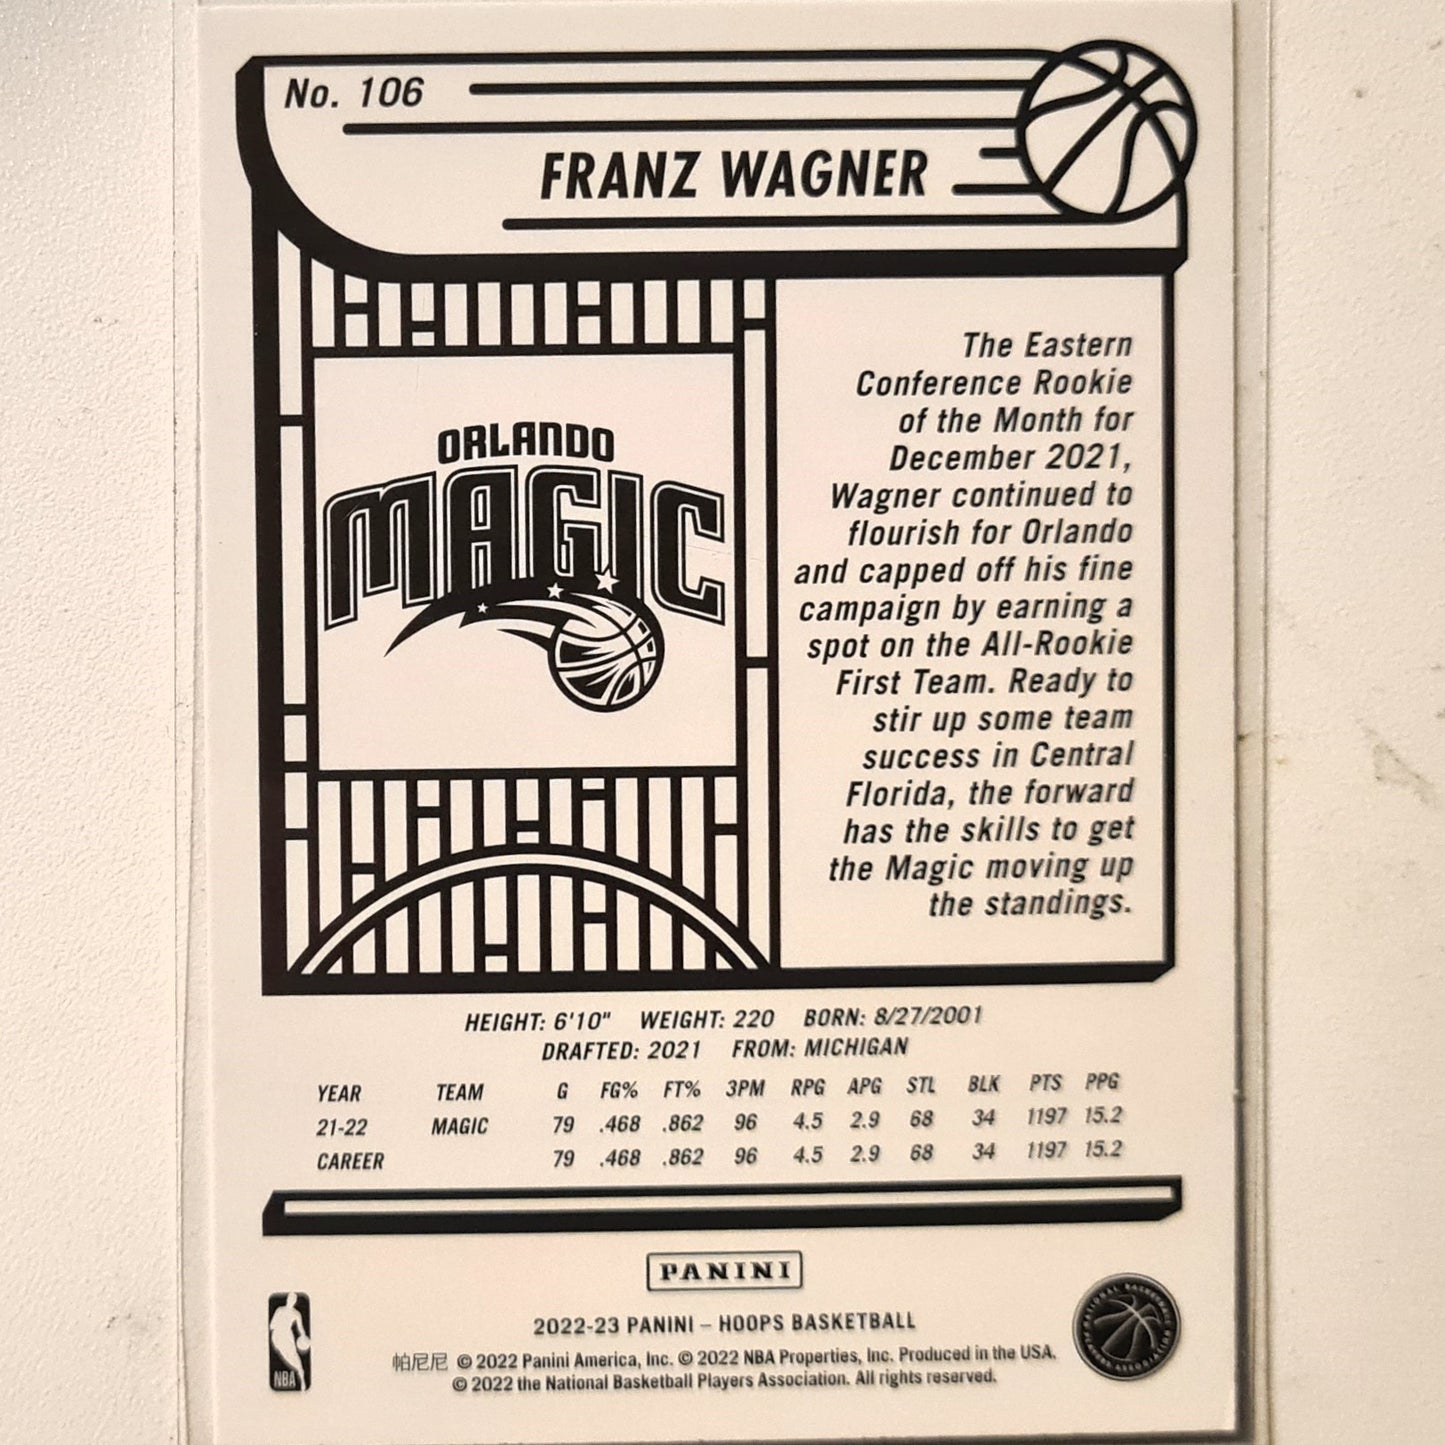 No. 106
FRANZ WAGNER
ORLANDO
MAGIC
The Eastern
Conference Rookie
of the Month for
December 2021,
Wagner continued to
flourish for Orlando
and capped off his fine
campaign by earning a
spot on the All-Rookie
First Team. Ready to
stir up some team
success in Central
Florida, the forward
has the skills to get
the Magic moving up
the standings.
HEIGHT: 6'10" WEIGHT: 220 BORN: 8/27/2001
DRAFTED: 2021 FROM: MICHIGAN
YEAR TEAM G FG% FT% 3PM RPG APG STL BLK PTS PPG
21-22 MAGIC 79 .468 .862 96 4.5 2.9 68 34 1197 15.2
CAREER 79 .468 .862 96 4.5 2.9 68 34 1197 15.2
PANINI
2022-23 PANINI – HOOPS BASKETBALL
帕尼尼 © 2022 Panini America, Inc. © 2022 NBA Properties, Inc. Produced in the USA.
© 2022 the National Basketball Players Association. All rights reserved.
NBA
NATIONAL BASKETBALL PLAYERS ASSOCIATION